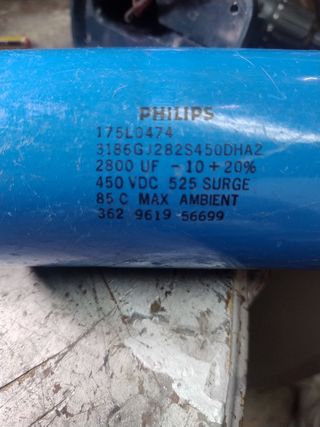 PHILIPS
175L0474
3186GJ282S450DHA2
2800 UF - 10 + 20%
450 VDC 525 SURGE
85 C MAX AMBIENT
362 9619 56699